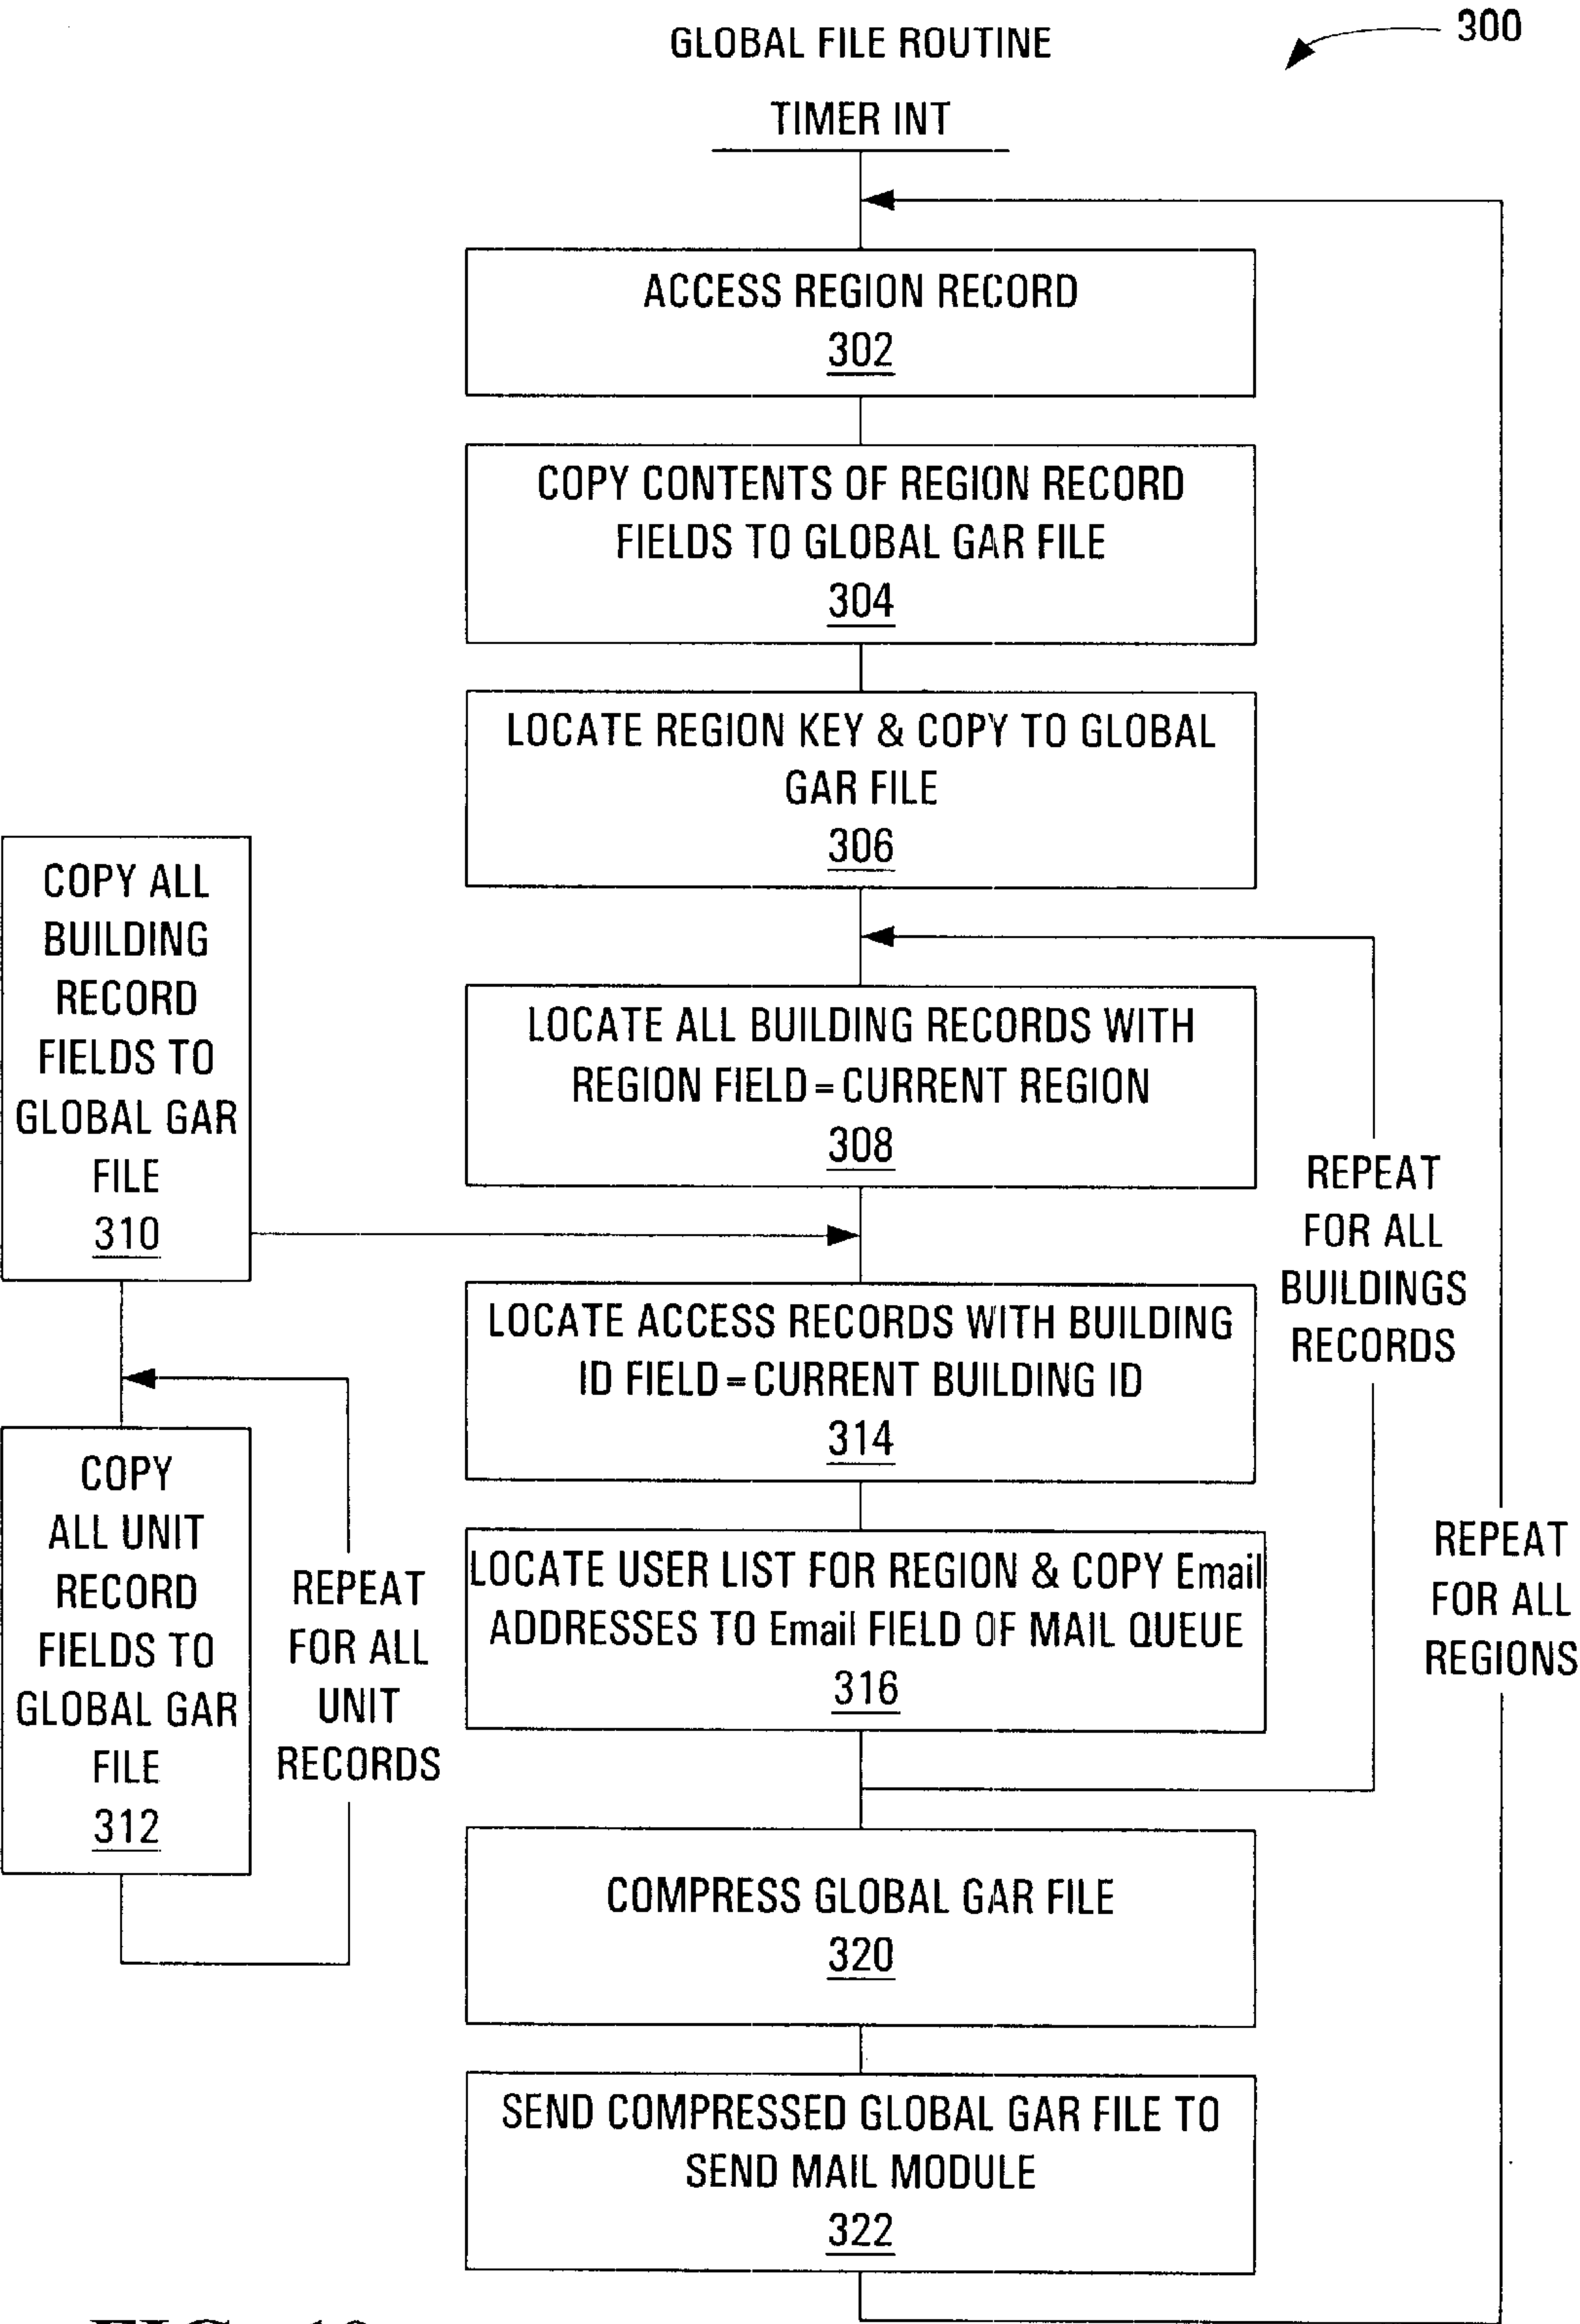 300
GLOBAL FILE ROUTINE
TIMER INT
ACCESS REGION RECORD
302
COPY CONTENTS OF REGION RECORD
FIELDS TO GLOBAL GAR FILE
304
LOCATE REGION KEY & COPY TO GLOBAL
GAR FILE
306
COPY ALL
BUILDING
RECORD
FIELDS TO
GLOBAL GAR
FILE
310
LOCATE ALL BUILDING RECORDS WITH
REGION FIELD = CURRENT REGION
308
REPEAT
FOR ALL
BUILDINGS
RECORDS
LOCATE ACCESS RECORDS WITH BUILDING
ID FIELD = CURRENT BUILDING ID
314
COPY
ALL UNIT
RECORD
FIELDS TO
GLOBAL GAR
FILE
312
REPEAT
FOR ALL
UNIT
RECORDS
LOCATE USER LIST FOR REGION & COPY Email
ADDRESSES TO Email FIELD OF MAIL QUEUE
316
REPEAT
FOR ALL
REGIONS
COMPRESS GLOBAL GAR FILE
320
SEND COMPRESSED GLOBAL GAR FILE TO
SEND MAIL MODULE
322